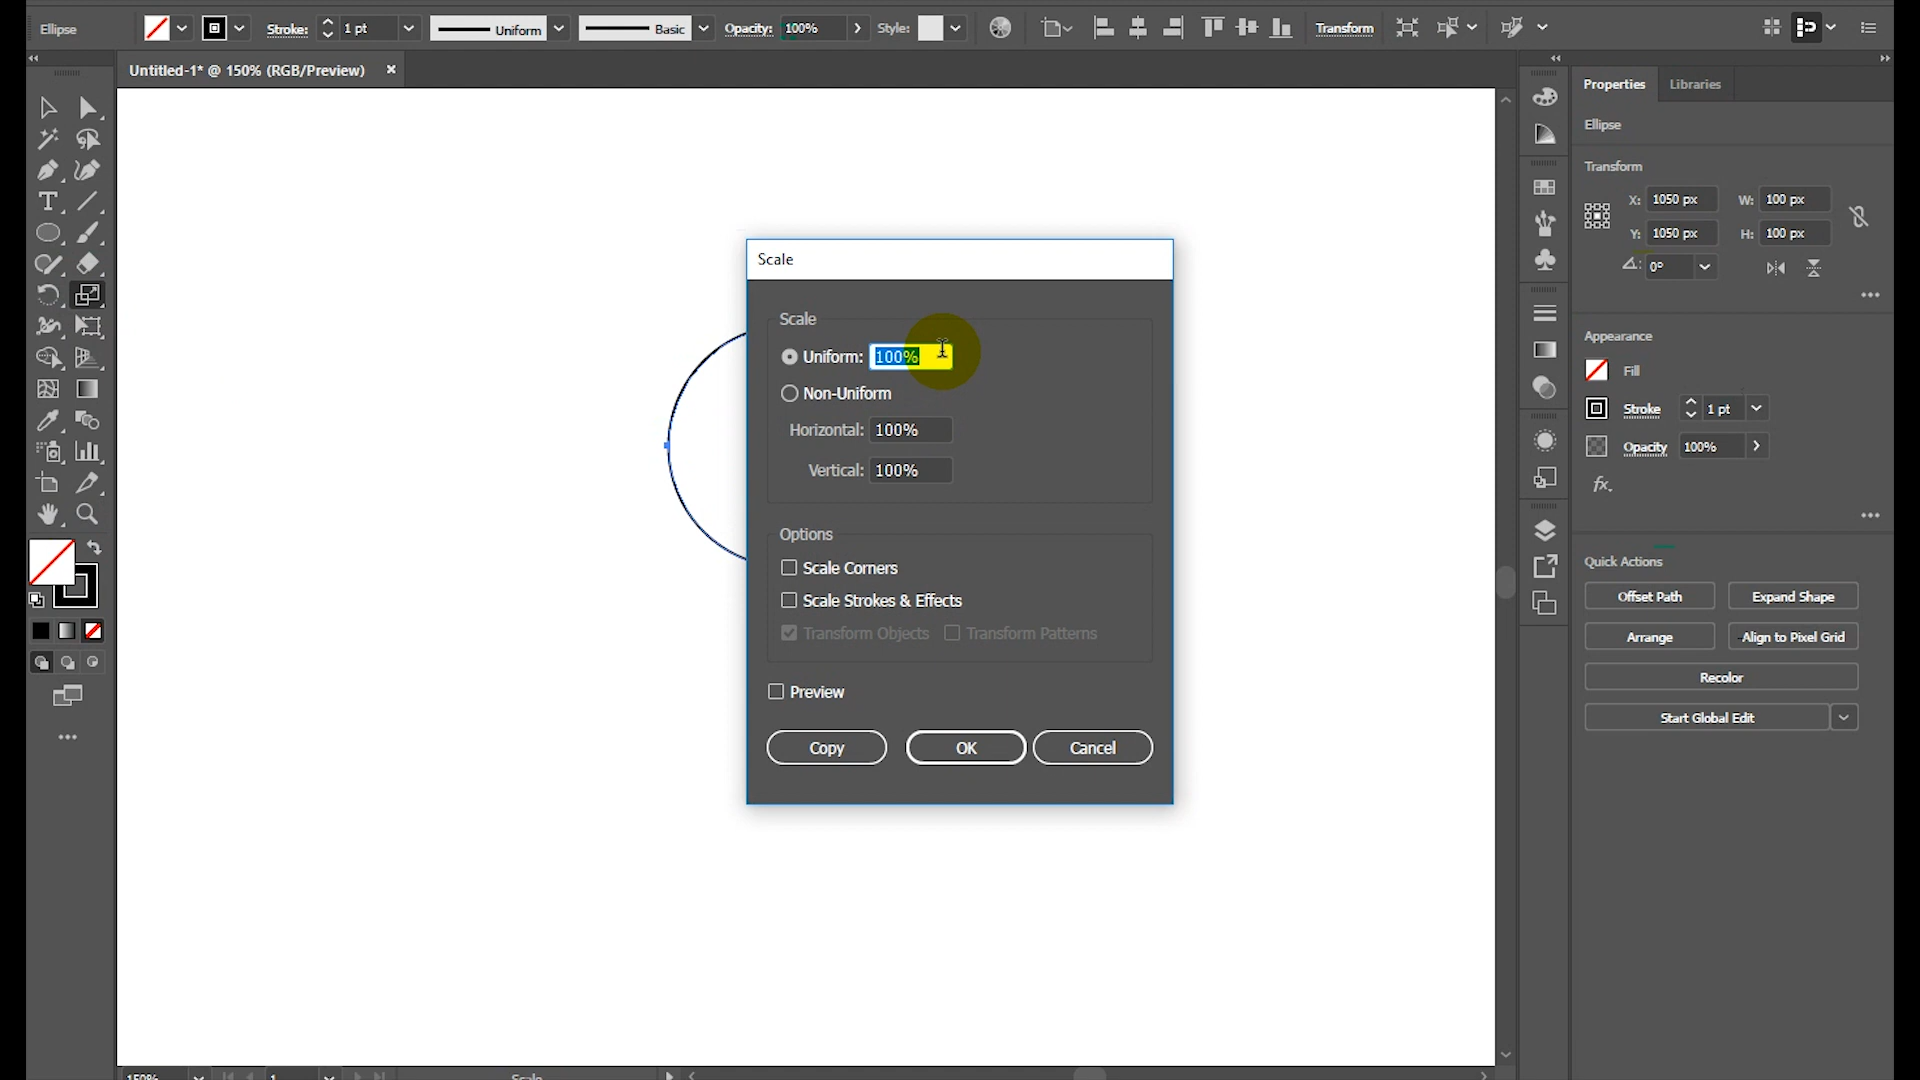 Ellipse
Stroke: 1 pt Uniform Basic Opacity: 100% Style: Transform
Untitled-1* @ 150% (RGB/Preview) ×
Properties Libraries
Ellipse
Transform
X: 1050 px W: 100 px
Y: 1050 px H: 100 px
0°
Scale
Scale
Uniform: 100%
Non-Uniform
Horizontal: 100%
Vertical: 100%
Options
Scale Corners
Scale Strokes & Effects
Transform Objects Transform Patterns
Preview
Copy OK Cancel
Appearance
Fill
Stroke 1 pt
Opacity 100%
fx.
Quick Actions
Offset Path Expand Shape
Arrange Align to Pixel Grid
Recolor
Start Global Edit
150% 1 Scale